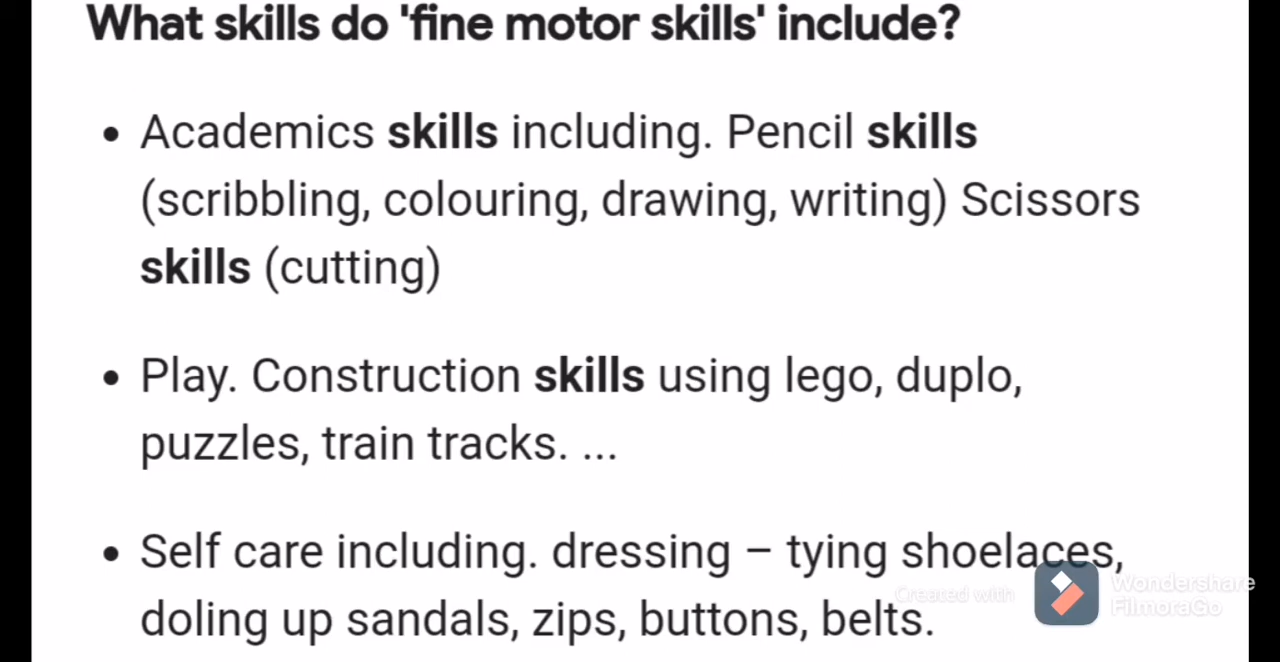 What skills do 'fine motor skills' include?
• Academics skills including. Pencil skills
(scribbling, colouring, drawing, writing) Scissors
skills (cutting)
• Play. Construction skills using lego, duplo,
puzzles, train tracks. ...
• Self care including. dressing – tying shoelaces,
doling up sandals, zips, buttons, belts.
Created with
Wondershare
FilmoraGo